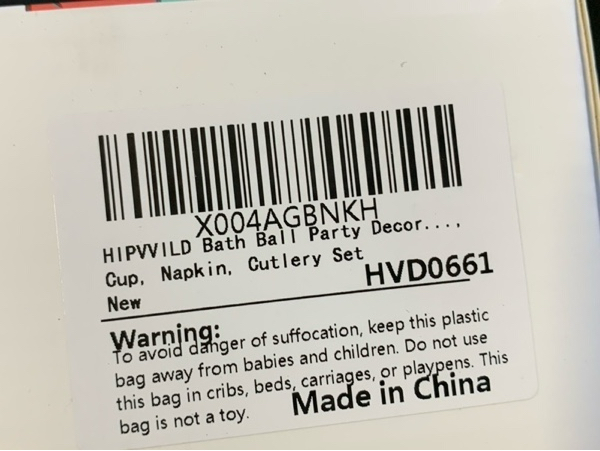 X004AGBNKH
HIPVVILD Bath Ball Party Decor...,
Cup, Napkin, Cutlery Set
HVD0661
New
Warning:
To avoid danger of suffocation, keep this plastic
bag away from babies and children. Do not use
this bag in cribs, beds, carriages, or playpens. This
bag is not a toy.
Made in China